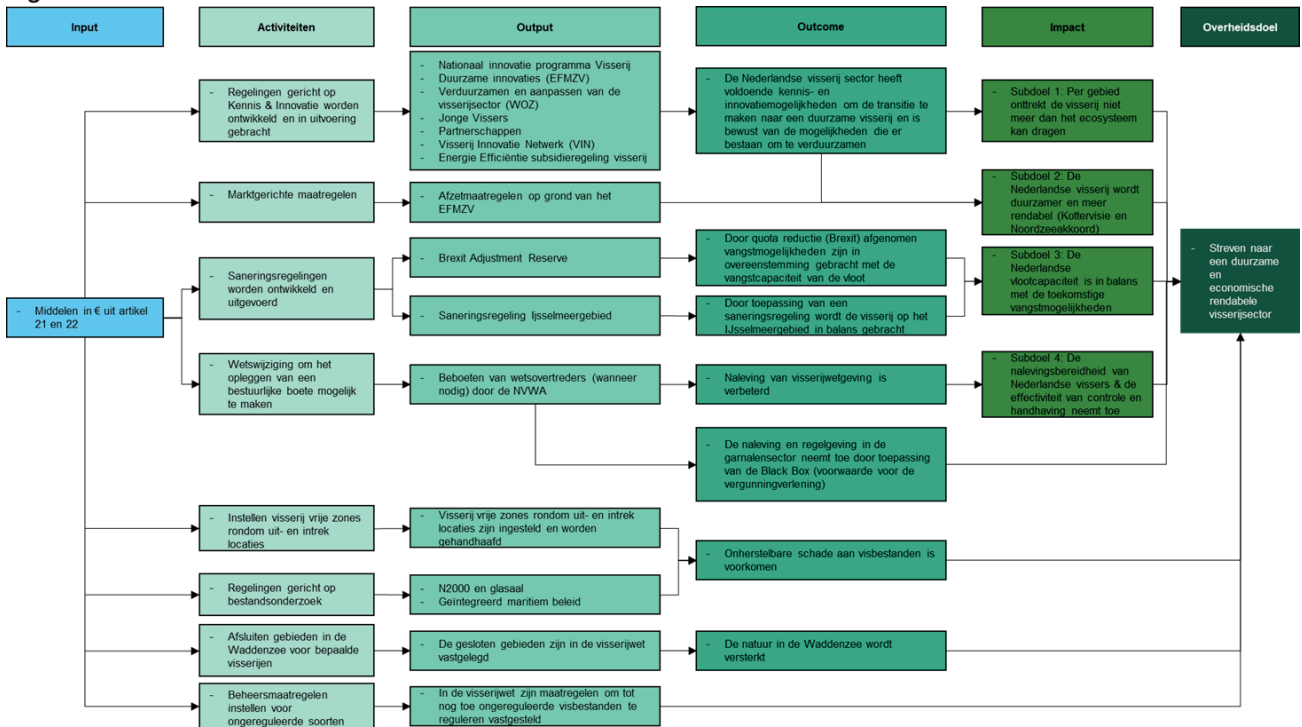 Input
Activiteiten
Output
Outcome
Impact
Overheidsdoel
- Middelen in € uit artikel
21 en 22
- Regelingen gericht op
Kennis & Innovatie worden
ontwikkeld en in uitvoering
gebracht
- Nationaal innovatie programma Visserij
- Duurzame innovaties (EFMZV)
- Verduurzamen en aanpassen van de
visserijsector (WOZ)
- Jonge Vissers
- Partnerschappen
- Visserij Innovatie Netwerk (VIN)
- Energie Efficiëntie subsidieregeling visserij
- De Nederlandse visserij sector heeft
voldoende kennis- en
innovatiemogelijkheden om de transitie te
maken naar een duurzame visserij en is
bewust van de mogelijkheden die er
bestaan om te verduurzamen
- Subdoel 1: Per gebied
onttrekt de visserij niet
meer dan het ecosysteem
kan dragen
- Marktgerichte maatregelen
- Afzetmaatregelen op grond van het
EFMZV
- Subdoel 2: De
Nederlandse visserij wordt
duurzamer en meer
rendabel (Kottervisie en
Noordzeeakkoord)
- Saneringsregelingen
worden ontwikkeld en
uitgevoerd
- Brexit Adjustment Reserve
- Door quota reductie (Brexit) afgenomen
vangstmogelijkheden zijn in
overeenstemming gebracht met de
vangstcapaciteit van de vloot
- Saneringsregeling Ijsselmeergebied
- Door toepassing van een
saneringsregeling wordt de visserij op het
IJsselmeergebied in balans gebracht
- Subdoel 3: De
Nederlandse
vlootcapaciteit is in balans
met de toekomstige
vangstmogelijkheden
- Streven naar
een duurzame
en
economische
rendabele
visserijsector
- Wetswijziging om het
opleggen van een
bestuurlijke boete mogelijk
te maken
- Beboeten van wetsovertreders (wanneer
nodig) door de NVWA
- Naleving van visserijwetgeving is
verbeterd
- Subdoel 4: De
nalevingsbereidheid van
Nederlandse vissers & de
effectiviteit van controle en
handhaving neemt toe
- De naleving en regelgeving in de
garnalensector neemt toe door toepassing
van de Black Box (voorwaarde voor de
vergunningverlening)
- Instellen visserij vrije zones
rondom uit- en intrek
locaties
- Visserij vrije zones rondom uit- en intrek
locaties zijn ingesteld en worden
gehandhaafd
- Onherstelbare schade aan visbestanden is
voorkomen
- Regelingen gericht op
bestandsonderzoek
- N2000 en glasaal
- Geïntegreerd maritiem beleid
- Afsluiten gebieden in de
Waddenzee voor bepaalde
visserijen
- De gesloten gebieden zijn in de visserijwet
vastgelegd
- De natuur in de Waddenzee wordt
versterkt
- Beheersmaatregelen
instellen voor
ongereguleerde soorten
- In de visserijwet zijn maatregelen om tot
nog toe ongereguleerde visbestanden te
reguleren vastgesteld